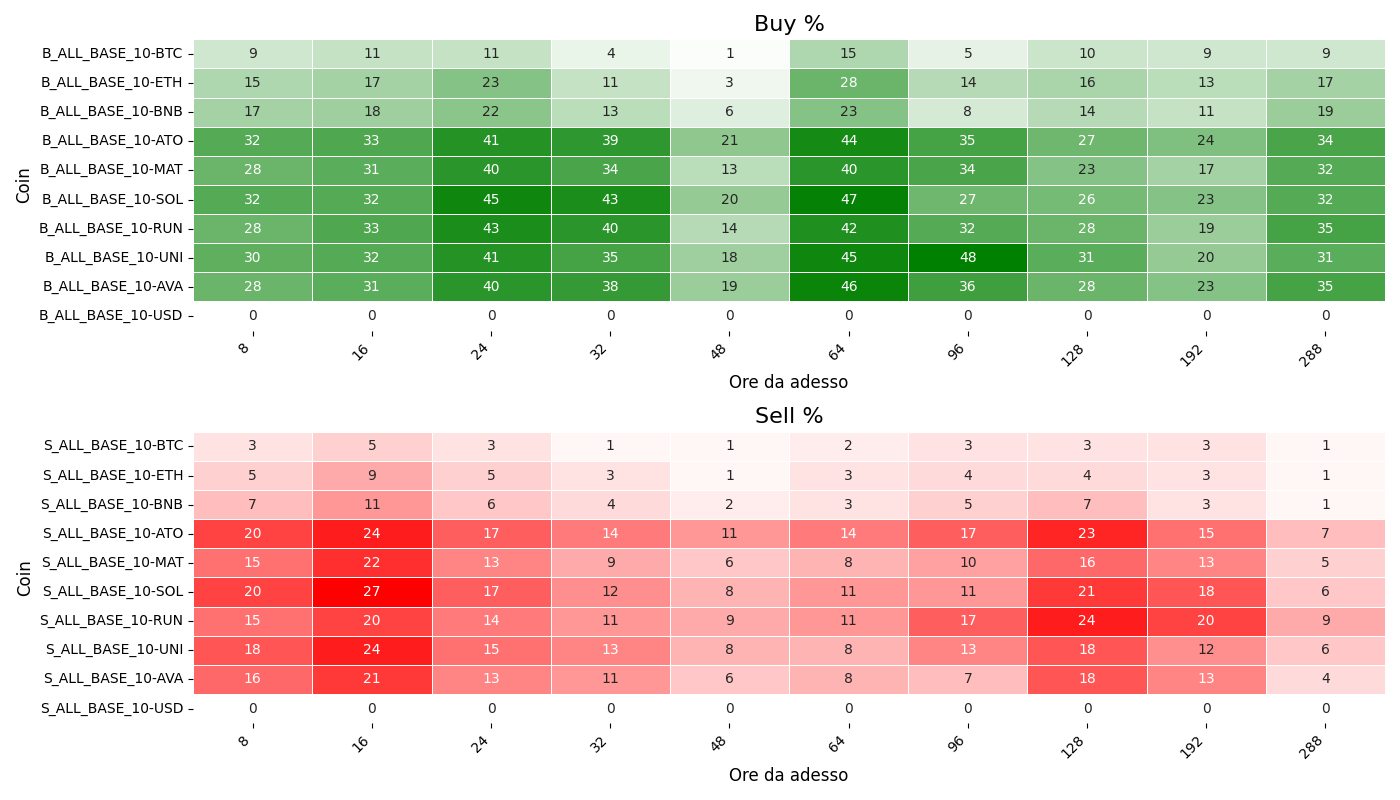 Buy %
Coin
B_ALL_BASE_10-BTC 9 11 11 4 1 15 5 10 9 9
B_ALL_BASE_10-ETH 15 17 23 11 3 28 14 16 13 17
B_ALL_BASE_10-BNB 17 18 22 13 6 23 8 14 11 19
B_ALL_BASE_10-ATO 32 33 41 39 21 44 35 27 24 34
B_ALL_BASE_10-MAT 28 31 40 34 13 40 34 23 17 32
B_ALL_BASE_10-SOL 32 32 45 43 20 47 27 26 23 32
B_ALL_BASE_10-RUN 28 33 43 40 14 42 32 28 19 35
B_ALL_BASE_10-UNI 30 32 41 35 18 45 48 31 20 31
B_ALL_BASE_10-AVA 28 31 40 38 19 46 36 28 23 35
B_ALL_BASE_10-USD 0 0 0 0 0 0 0 0 0 0
8 16 24 32 48 64 96 128 192 288
Ore da adesso
Sell %
Coin
S_ALL_BASE_10-BTC 3 5 3 1 1 2 3 3 3 1
S_ALL_BASE_10-ETH 5 9 5 3 1 3 4 4 3 1
S_ALL_BASE_10-BNB 7 11 6 4 2 3 5 7 3 1
S_ALL_BASE_10-ATO 20 24 17 14 11 14 17 23 15 7
S_ALL_BASE_10-MAT 15 22 13 9 6 8 10 16 13 5
S_ALL_BASE_10-SOL 20 27 17 12 8 11 11 21 18 6
S_ALL_BASE_10-RUN 15 20 14 11 9 11 17 24 20 9
S_ALL_BASE_10-UNI 18 24 15 13 8 8 13 18 12 6
S_ALL_BASE_10-AVA 16 21 13 11 6 8 7 18 13 4
S_ALL_BASE_10-USD 0 0 0 0 0 0 0 0 0 0
8 16 24 32 48 64 96 128 192 288
Ore da adesso